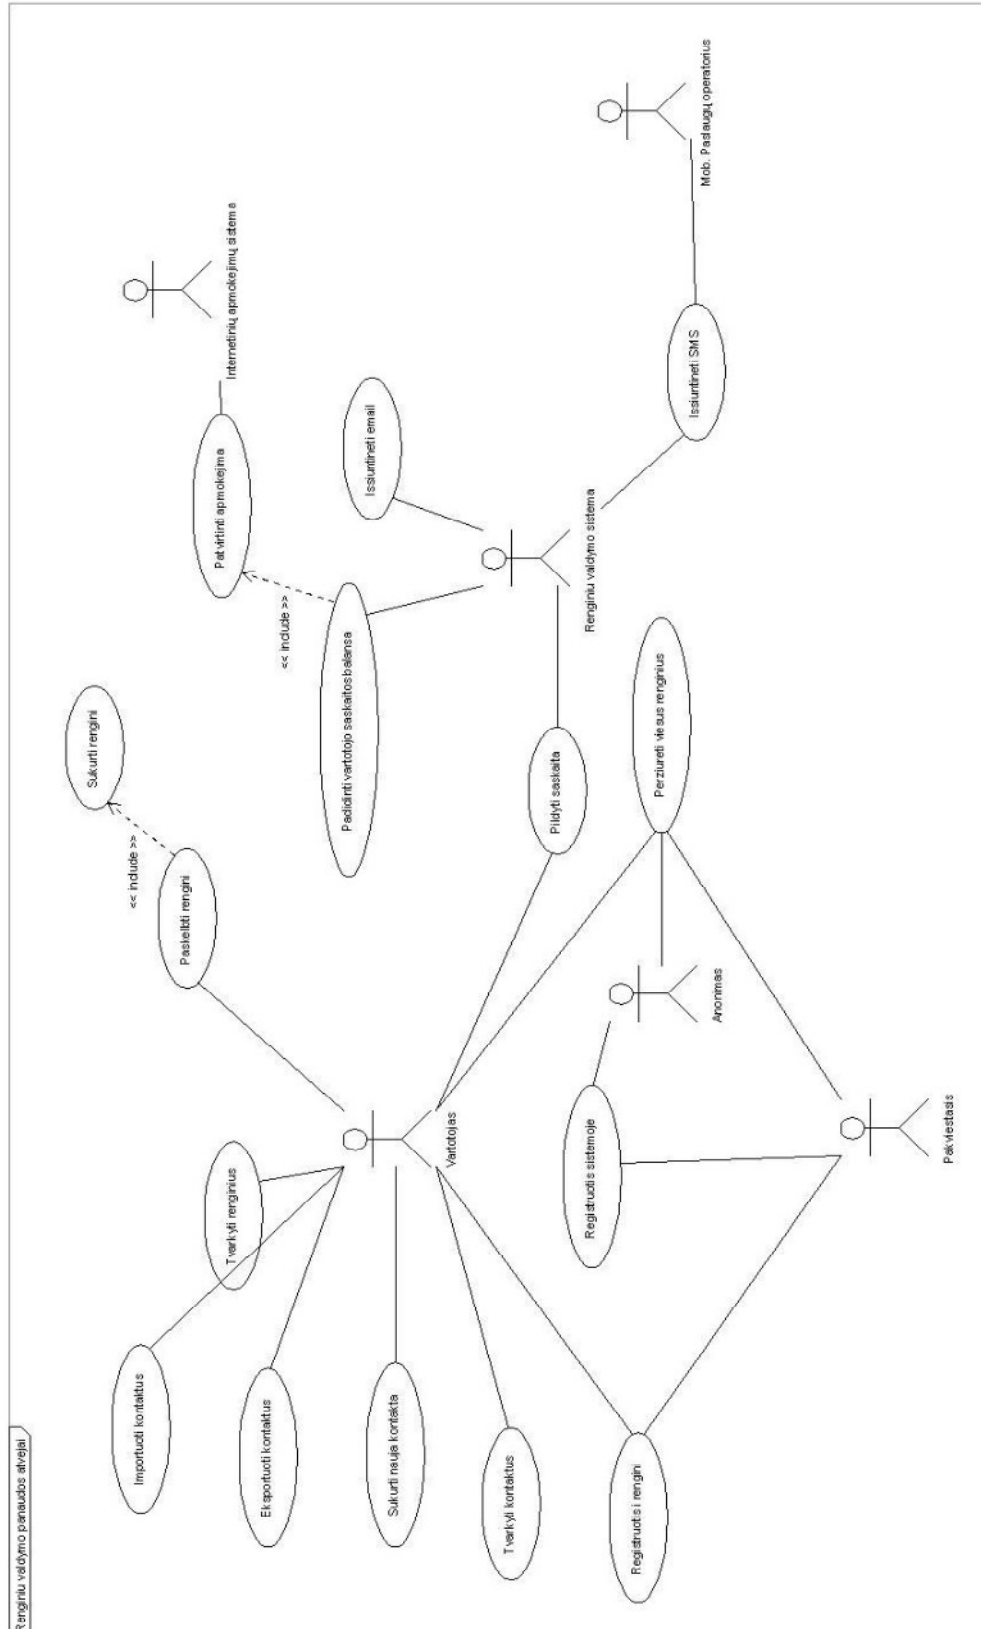 Renginiu valdymo panaudos atvejai
Importuoti kontaktus
Tvarkyti renginius
Eksportuoti kontaktus
Sukurti nauja kontakta
Tvarkyti kontaktus
Registruotis i rengini
Vartotojas
Paskelbti rengini
<< include >>
Sukurti rengini
Registruotis sistemoje
Anonimas
Pakviestasis
Perziureti viesus renginius
Pildyti saskaita
Padidinti vartotojo saskaitos balansa
<< include >>
Patvirtinti apmokejima
Internetinių apmokejimų sistema
Issiuntineti email
Renginiu valdymo sistema
Issiuntineti SMS
Mob. Paslaugų operatorius